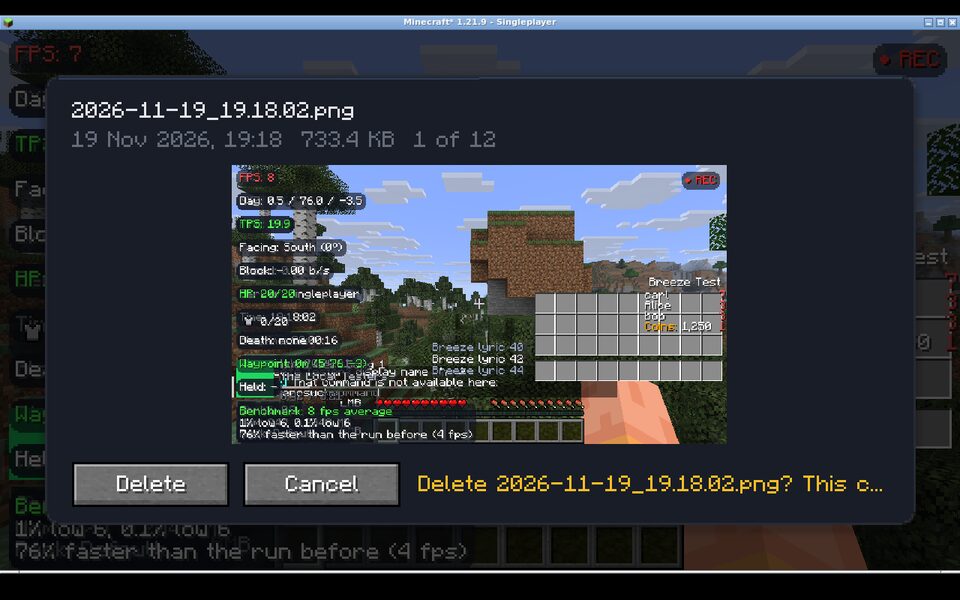 Minecraft* 1.21.9 - Singleplayer
FPS: 7
REC
2026-11-19_19.18.02.png
19 Nov 2026, 19:18 733.4 KB 1 of 12
FPS: 8
REC
Day: 0.5 / 76.0 / -3.5
TPS: 19.9
Facing: South (0°)
Block: -0.00 b/s
HP: 20/20 ngleplayer
0/20
Death: none 00:16
Breeze Test
carl
Alice
bob
Coins: 1,250
Breeze lyric 40
Breeze lyric 42
Breeze lyric 44
That command is not available here:
Held: -
LMB
Benchmark: 8 fps average
1% low 6, 0.1% low 6
76% faster than the run before (4 fps)
Delete
Cancel
Delete 2026-11-19_19.18.02.png? This c...
1% low 6, 0.1% low 6
76% faster than the run before (4 fps)